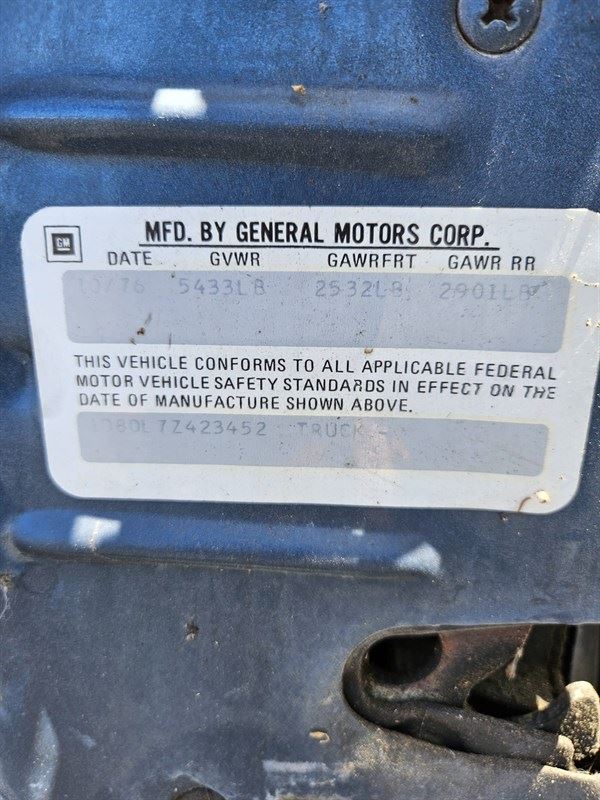 GM
MFD. BY GENERAL MOTORS CORP.
DATE GVWR GAWRFRT GAWR RR
10/76 5433LB 2532LB 2901LB
THIS VEHICLE CONFORMS TO ALL APPLICABLE FEDERAL
MOTOR VEHICLE SAFETY STANDARDS IN EFFECT ON THE
DATE OF MANUFACTURE SHOWN ABOVE.
1D80L7Z423452 TRUCK -